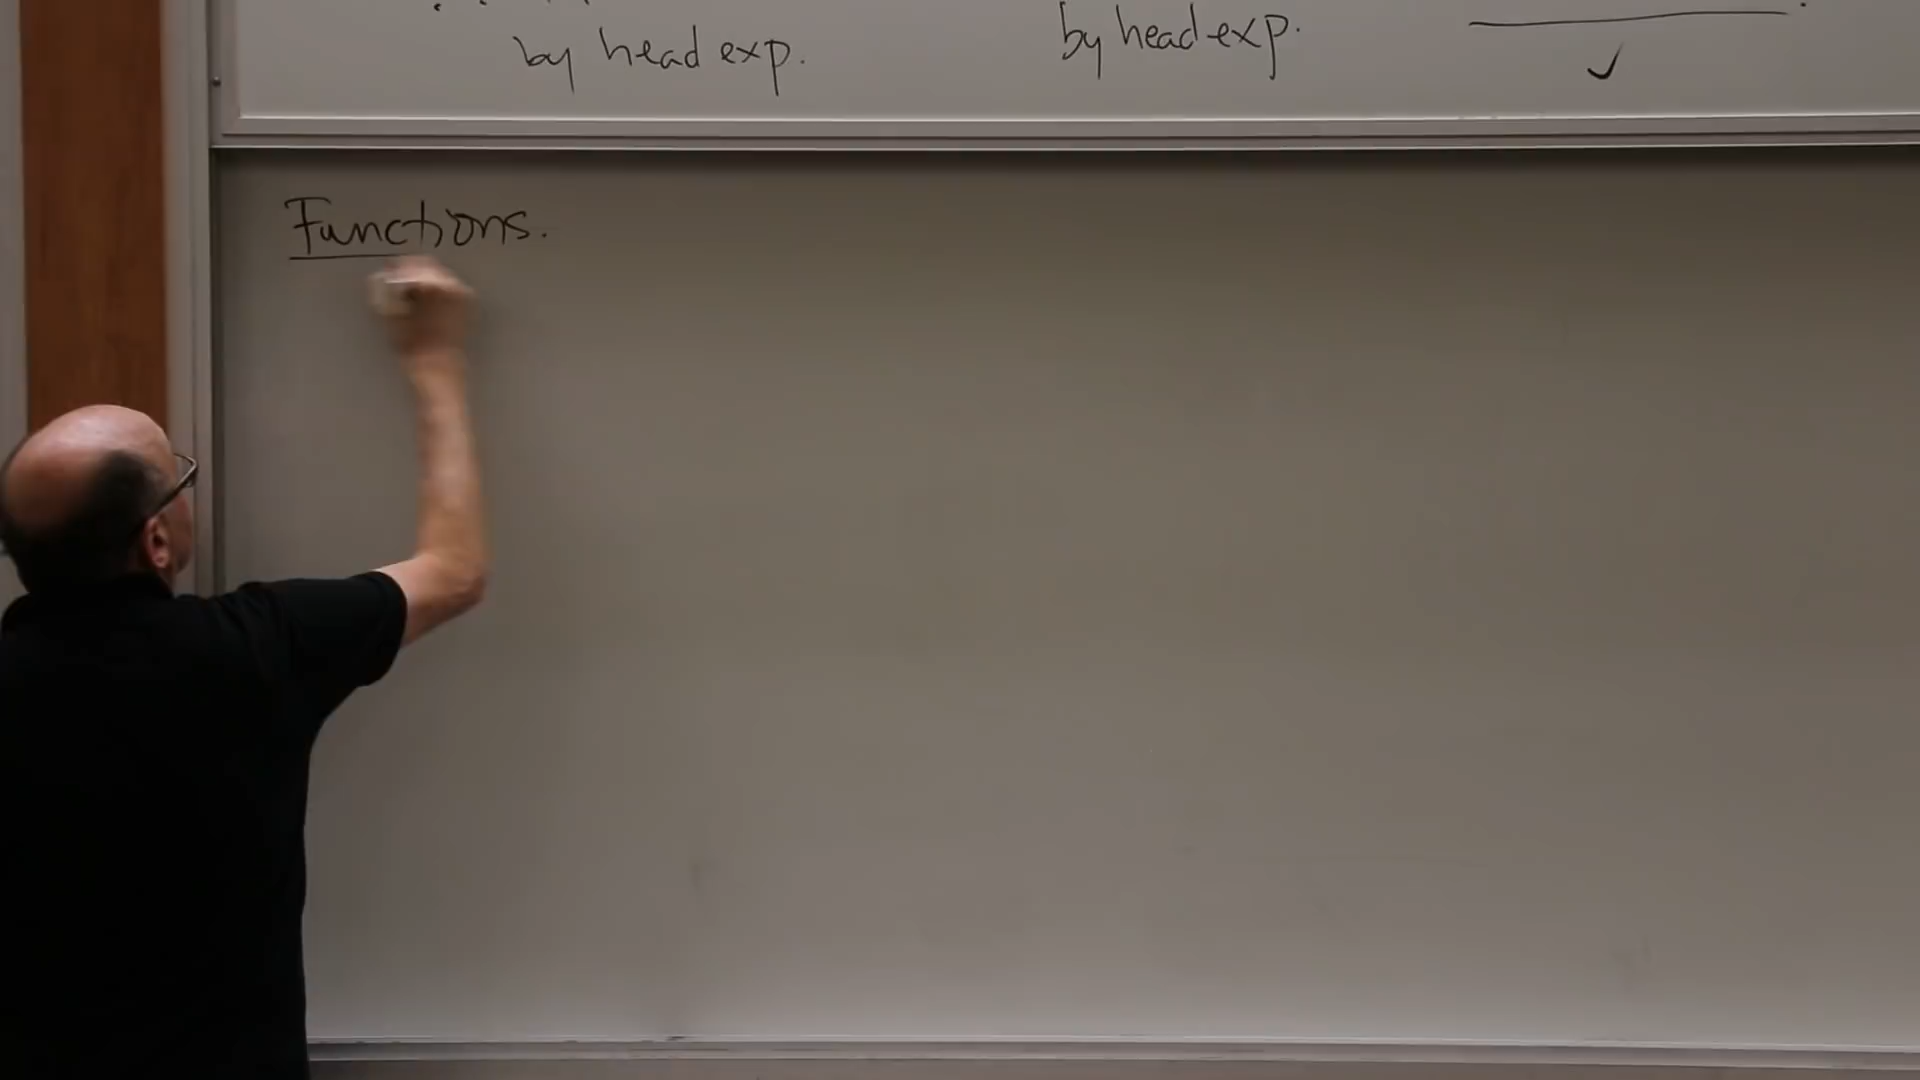 by head exp.
by head exp.
✓
Functions.